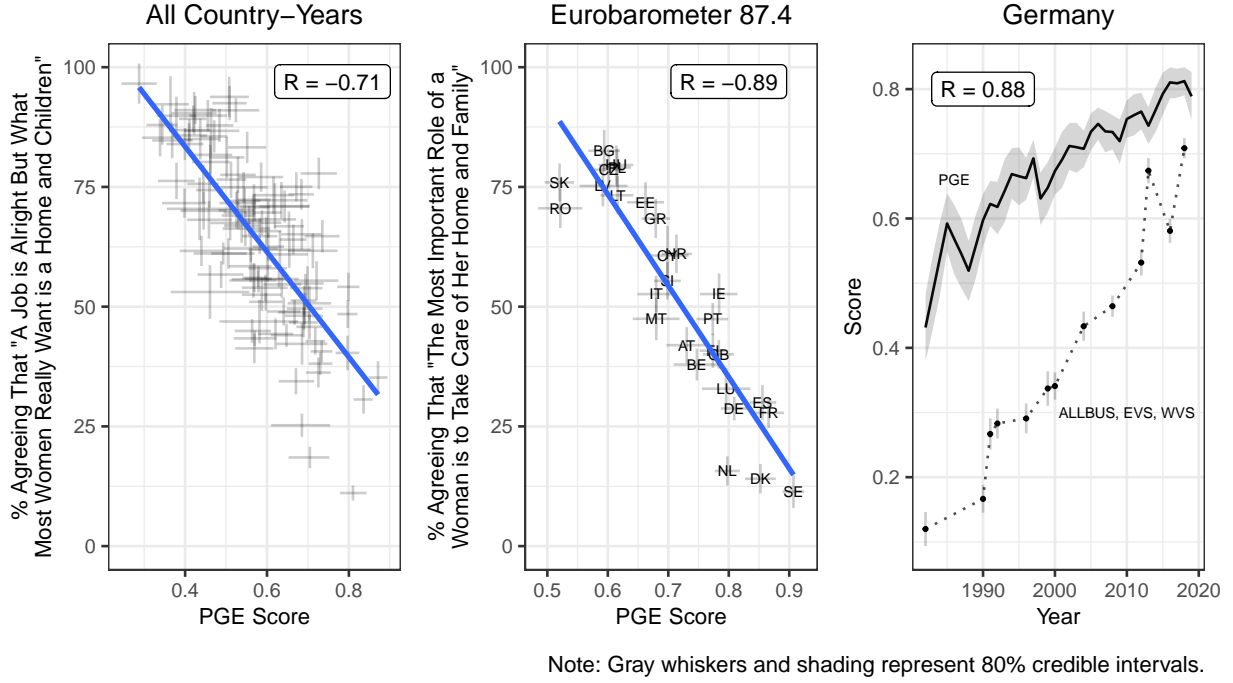 All Country−Years
Eurobarometer 87.4
Germany
% Agreeing That "A Job is Alright But What
Most Women Really Want is a Home and Children"
100
75
50
25
0
R = −0.71
0.4
0.6
0.8
PGE Score
% Agreeing That "The Most Important Role of a
Woman is to Take Care of Her Home and Family"
100
75
50
25
0
R = −0.89
BG
HU
CZ
SK
LV
LT
RO
EE
GR
HR
CY
SI
IT
IE
MT
PT
AT
GB
BE
LU
ES
DE
FR
NL
DK
SE
0.5
0.6
0.7
0.8
0.9
PGE Score
Score
0.8
0.6
0.4
0.2
R = 0.88
PGE
ALLBUS, EVS, WVS
1990
2000
2010
2020
Year
Note: Gray whiskers and shading represent 80% credible intervals.